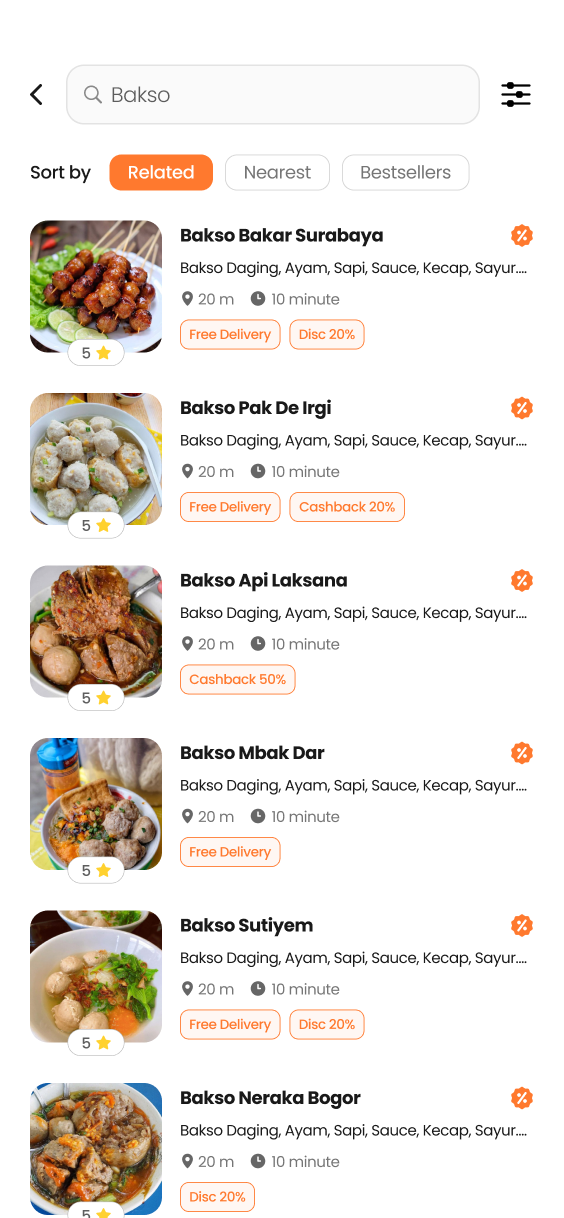 Bakso
Sort by Related Nearest Bestsellers
Bakso Bakar Surabaya
Bakso Daging, Ayam, Sapi, Sauce, Kecap, Sayur....
20 m 10 minute
Free Delivery Disc 20%
5
Bakso Pak De Irgi
Bakso Daging, Ayam, Sapi, Sauce, Kecap, Sayur....
20 m 10 minute
Free Delivery Cashback 20%
5
Bakso Api Laksana
Bakso Daging, Ayam, Sapi, Sauce, Kecap, Sayur....
20 m 10 minute
Cashback 50%
5
Bakso Mbak Dar
Bakso Daging, Ayam, Sapi, Sauce, Kecap, Sayur....
20 m 10 minute
Free Delivery
5
Bakso Sutiyem
Bakso Daging, Ayam, Sapi, Sauce, Kecap, Sayur....
20 m 10 minute
Free Delivery Disc 20%
5
Bakso Neraka Bogor
Bakso Daging, Ayam, Sapi, Sauce, Kecap, Sayur....
20 m 10 minute
Disc 20%
5